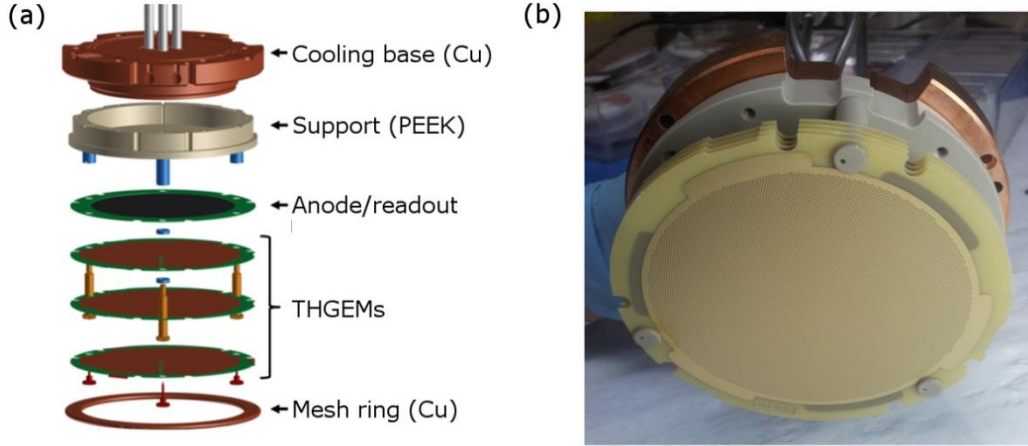 (a)
Cooling base (Cu)
Support (PEEK)
Anode/readout
THGEMs
Mesh ring (Cu)
(b)